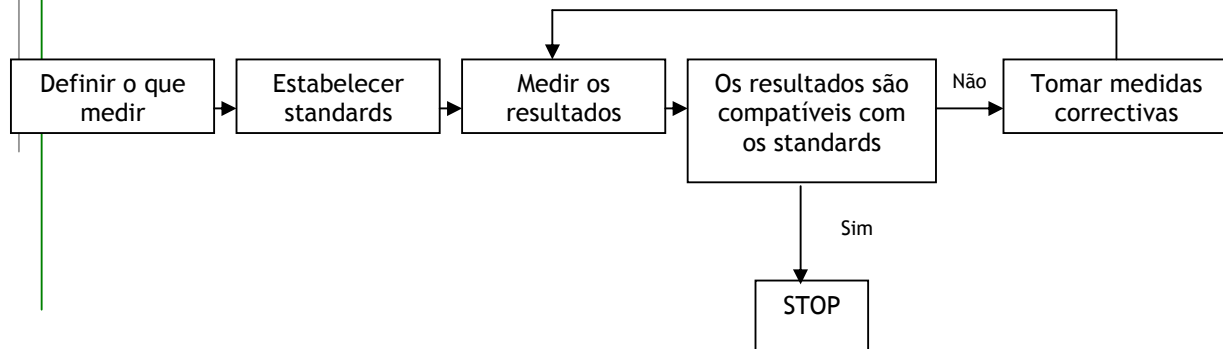 Definir o que
medir
Estabelecer
standards
Medir os
resultados
Os resultados são
compatíveis com
os standards
Não
Tomar medidas
correctivas
Sim
STOP